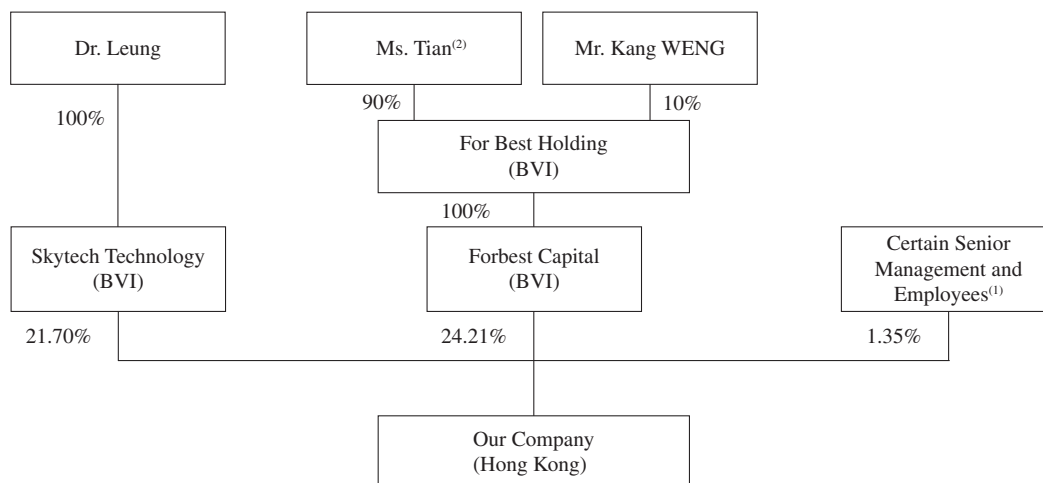 Dr. Leung
Ms. Tian(2)
Mr. Kang WENG
90%
10%
100%
For Best Holding
(BVI)
100%
Skytech Technology
(BVI)
Forbest Capital
(BVI)
Certain Senior
Management and
Employees(1)
21.70%
24.21%
1.35%
Our Company
(Hong Kong)